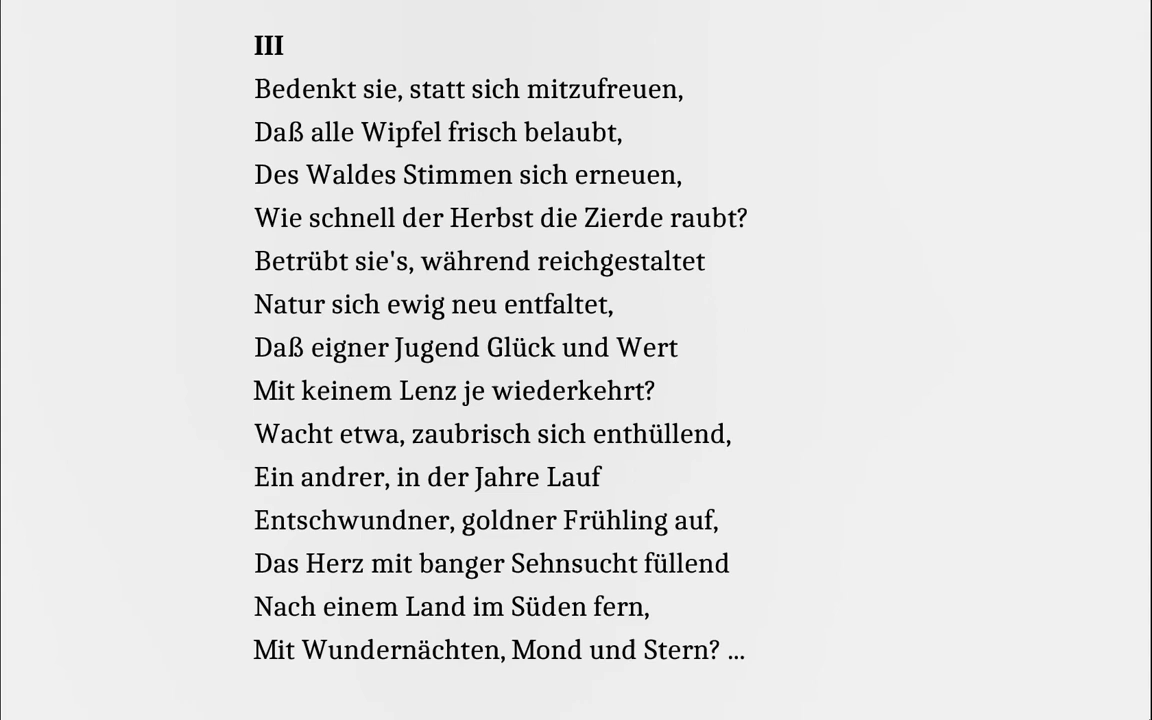 III
Bedenkt sie, statt sich mitzufreuen,
Daß alle Wipfel frisch belaubt,
Des Waldes Stimmen sich erneuen,
Wie schnell der Herbst die Zierde raubt?
Betrübt sie's, während reichgestaltet
Natur sich ewig neu entfaltet,
Daß eigner Jugend Glück und Wert
Mit keinem Lenz je wiederkehrt?
Wacht etwa, zaubrisch sich enthüllend,
Ein andrer, in der Jahre Lauf
Entschwundner, goldner Frühling auf,
Das Herz mit banger Sehnsucht füllend
Nach einem Land im Süden fern,
Mit Wundernächten, Mond und Stern? ...